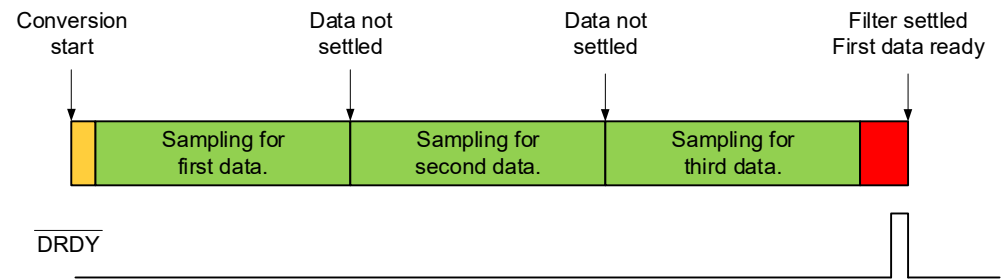 Conversion
start
Data not
settled
Data not
settled
Filter settled
First data ready
Sampling for
first data.
Sampling for
second data.
Sampling for
third data.
DRDY